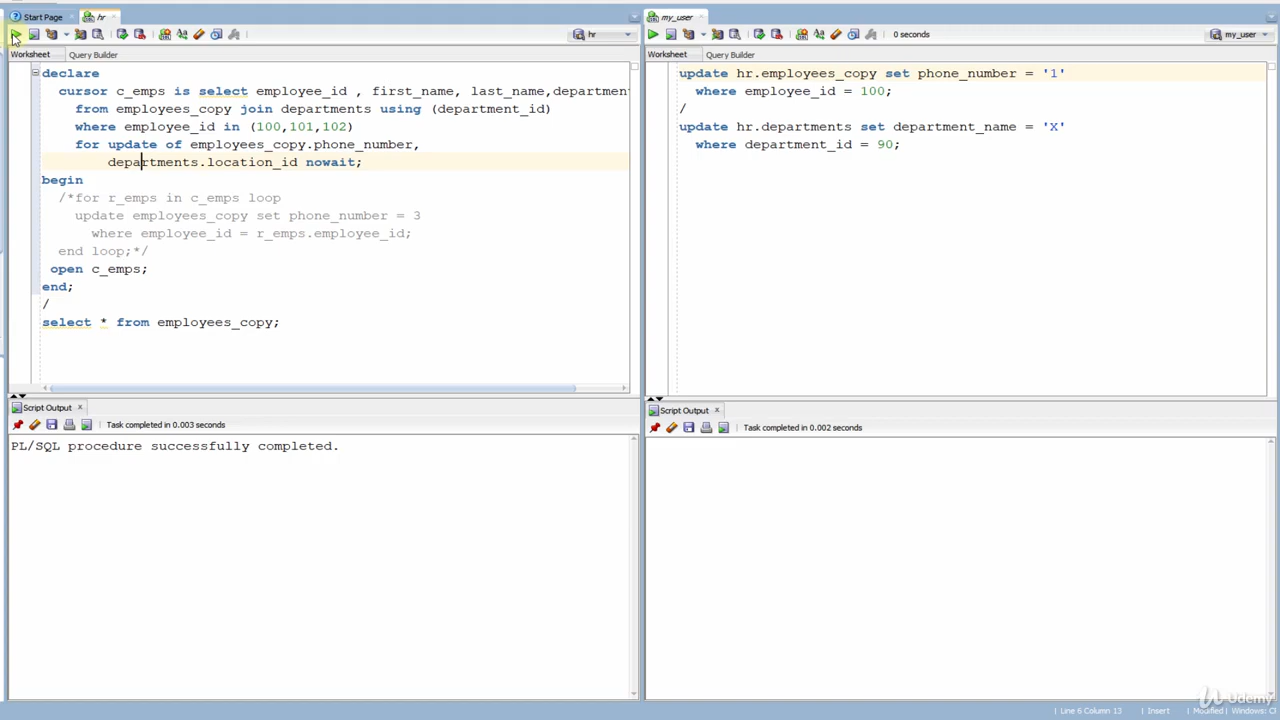 Start Page
hr
hr
Worksheet
Query Builder
declare
cursor c_emps is select employee_id , first_name, last_name,department
from employees_copy join departments using (department_id)
where employee_id in (100,101,102)
for update of employees_copy.phone_number,
departments.location_id nowait;
begin
/*for r_emps in c_emps loop
update employees_copy set phone_number = 3
where employee_id = r_emps.employee_id;
end loop;*/
open c_emps;
end;
/
select * from employees_copy;
Script Output
Task completed in 0.003 seconds
PL/SQL procedure successfully completed.
my_user
0 seconds
my_user
Worksheet
Query Builder
update hr.employees_copy set phone_number = '1'
where employee_id = 100;
/
update hr.departments set department_name = 'X'
where department_id = 90;
Script Output
Task completed in 0.002 seconds
Udemy
Line 6 Column 13
Insert
Modified
Windows: C